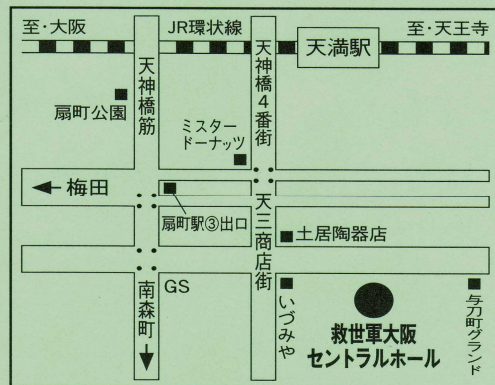 至・大阪
JR環状線
天満駅
至・天王寺
天神橋筋
天神橋4番街
扇町公園
ミスター
ドーナッツ
梅田
扇町駅③出口
天三商店街
土居陶器店
南森町
GS
いづみや
救世軍大阪
セントラルホール
与力町グランド